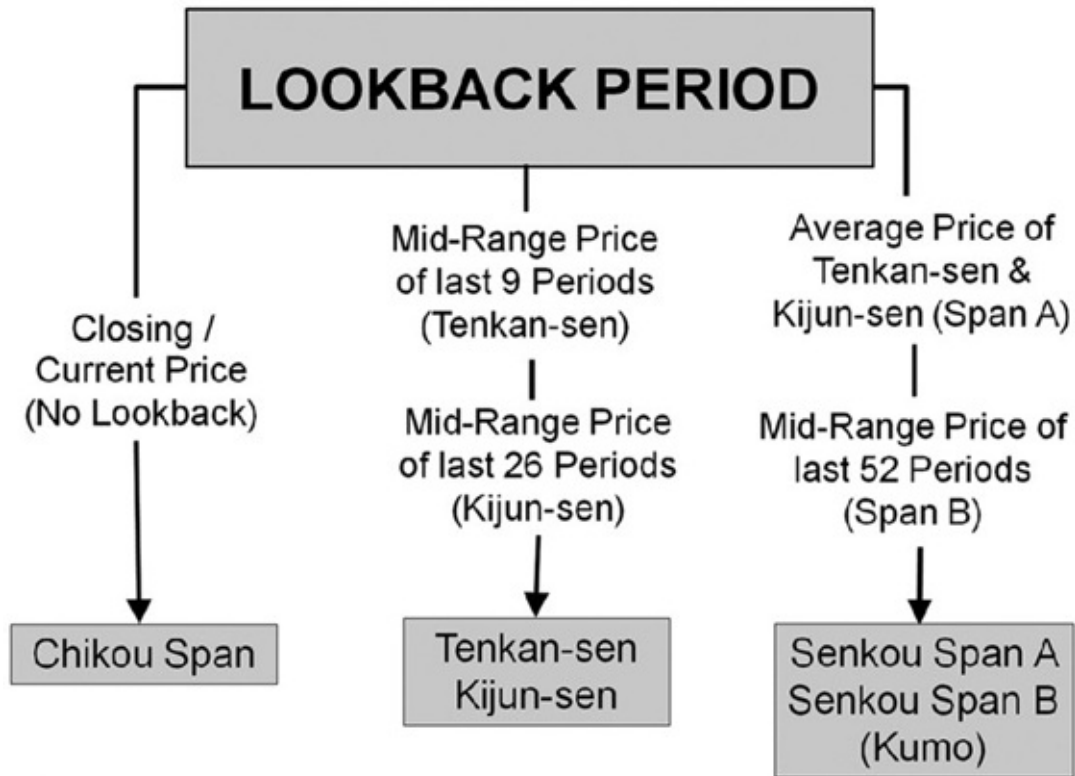 LOOKBACK PERIOD
Closing /
Current Price
(No Lookback)
Chikou Span
Mid-Range Price
of last 9 Periods
(Tenkan-sen)
Mid-Range Price
of last 26 Periods
(Kijun-sen)
Tenkan-sen
Kijun-sen
Average Price of
Tenkan-sen &
Kijun-sen (Span A)
Mid-Range Price of
last 52 Periods
(Span B)
Senkou Span A
Senkou Span B
(Kumo)